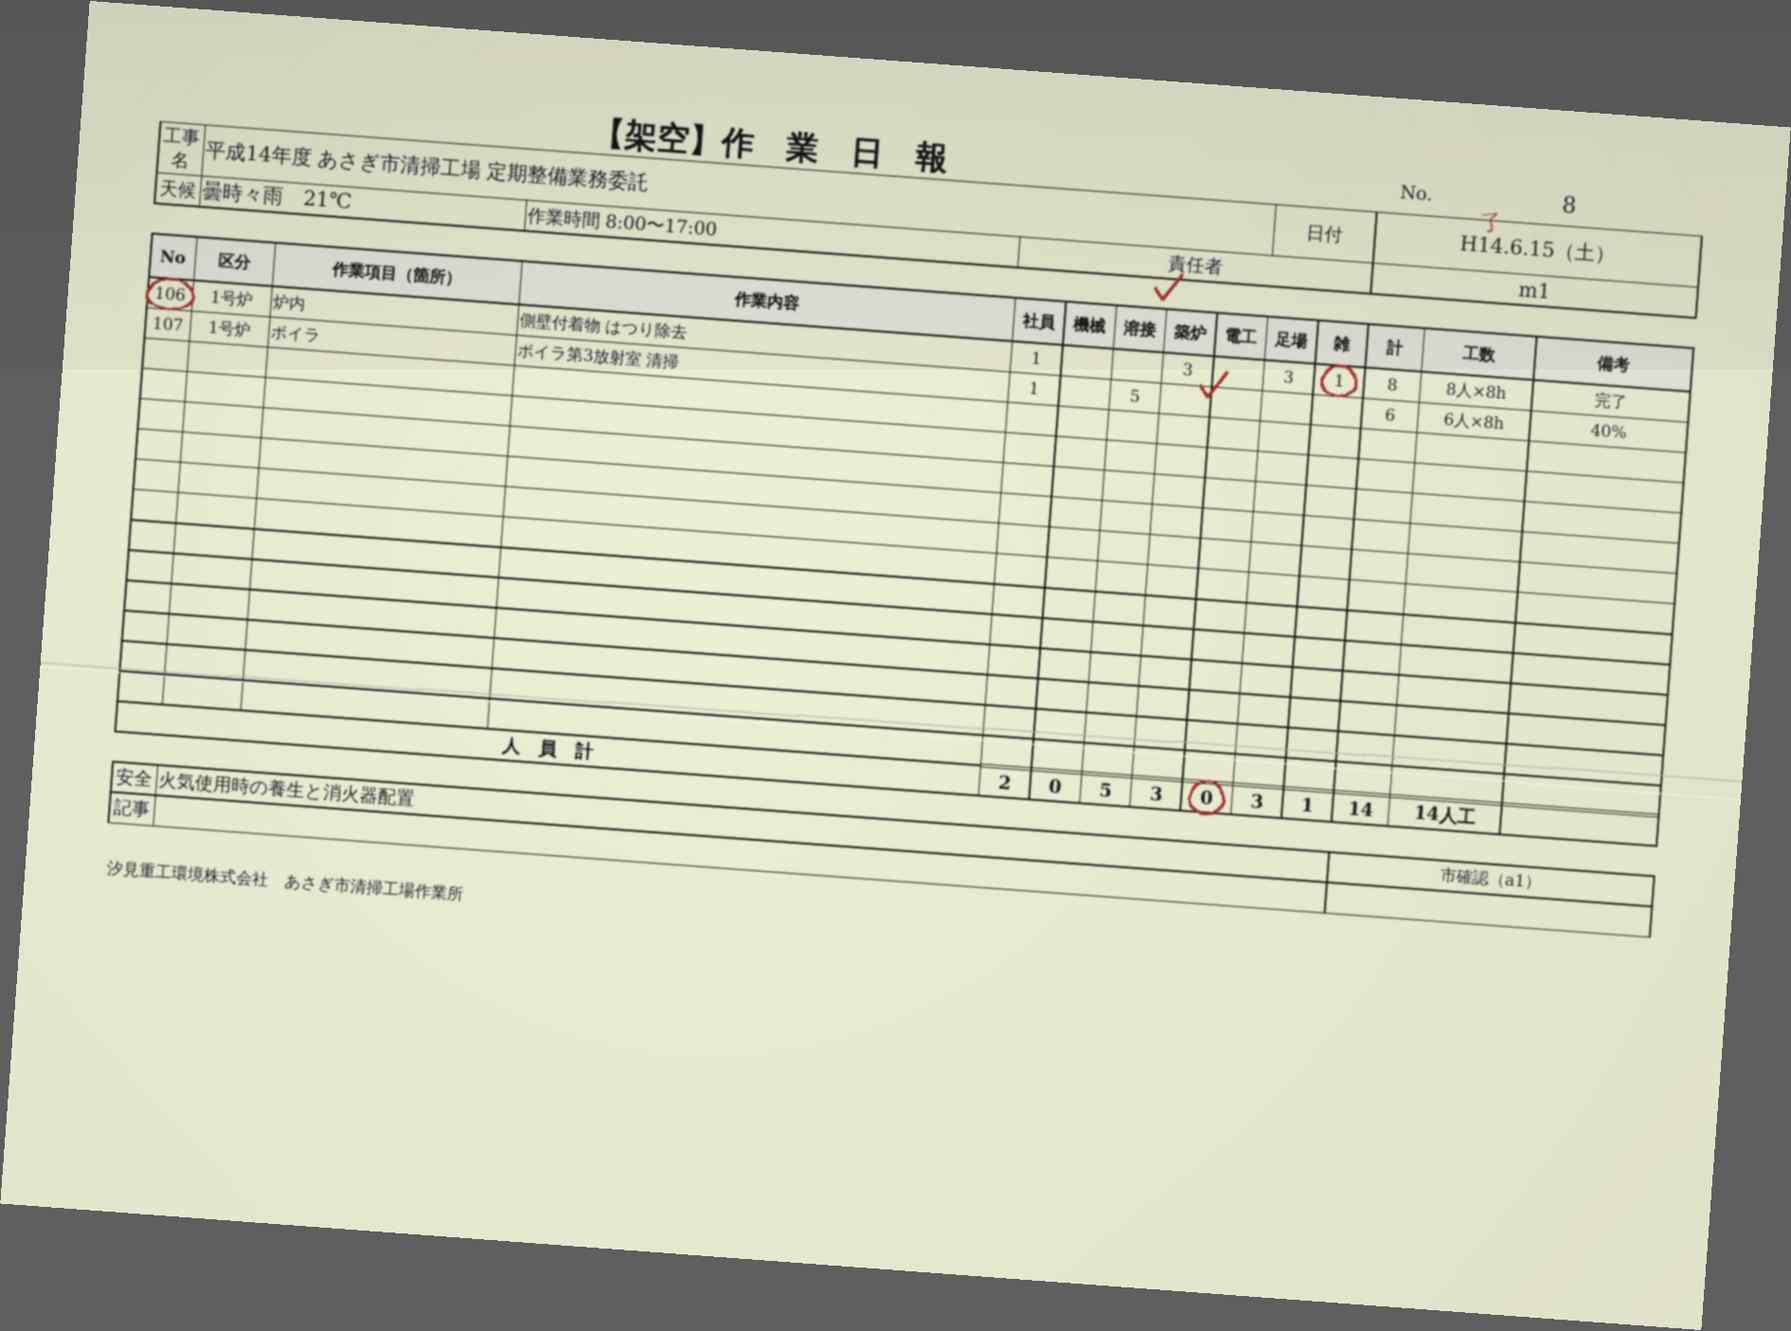 【架空】作 業 日 報
No. 8
工事名 平成14年度 あさぎ市清掃工場 定期整備業務委託 日付 H14.6.15（土）
了
天候 曇時々雨 21℃ 作業時間 8:00〜17:00 責任者 m1
No 区分 作業項目（箇所） 作業内容 社員 機械 溶接 築炉 電工 足場 雑 計 工数 備考
106 1号炉 炉内 側壁付着物 はつり除去 1 3 3 1 8 8人×8h 完了
107 1号炉 ボイラ ボイラ第3放射室 清掃 1 5 6 6人×8h 40%
人 員 計 2 0 5 3 0 3 1 14 14人工
安全 火気使用時の養生と消火器配置 市確認（a1）
記事
汐見重工環境株式会社 あさぎ市清掃工場作業所